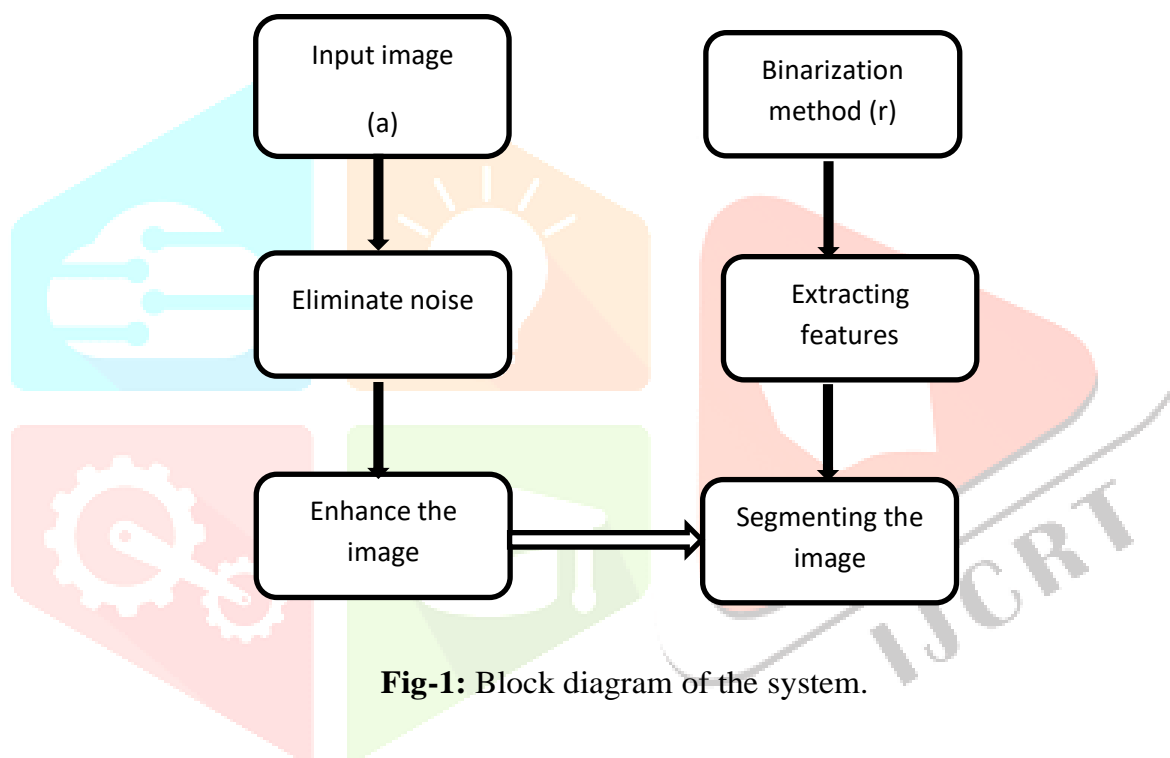 Input image
(a)
Binarization
method (r)
Eliminate noise
Extracting
features
Enhance the
image
Segmenting the
image
IJCRT
Fig-1: Block diagram of the system.